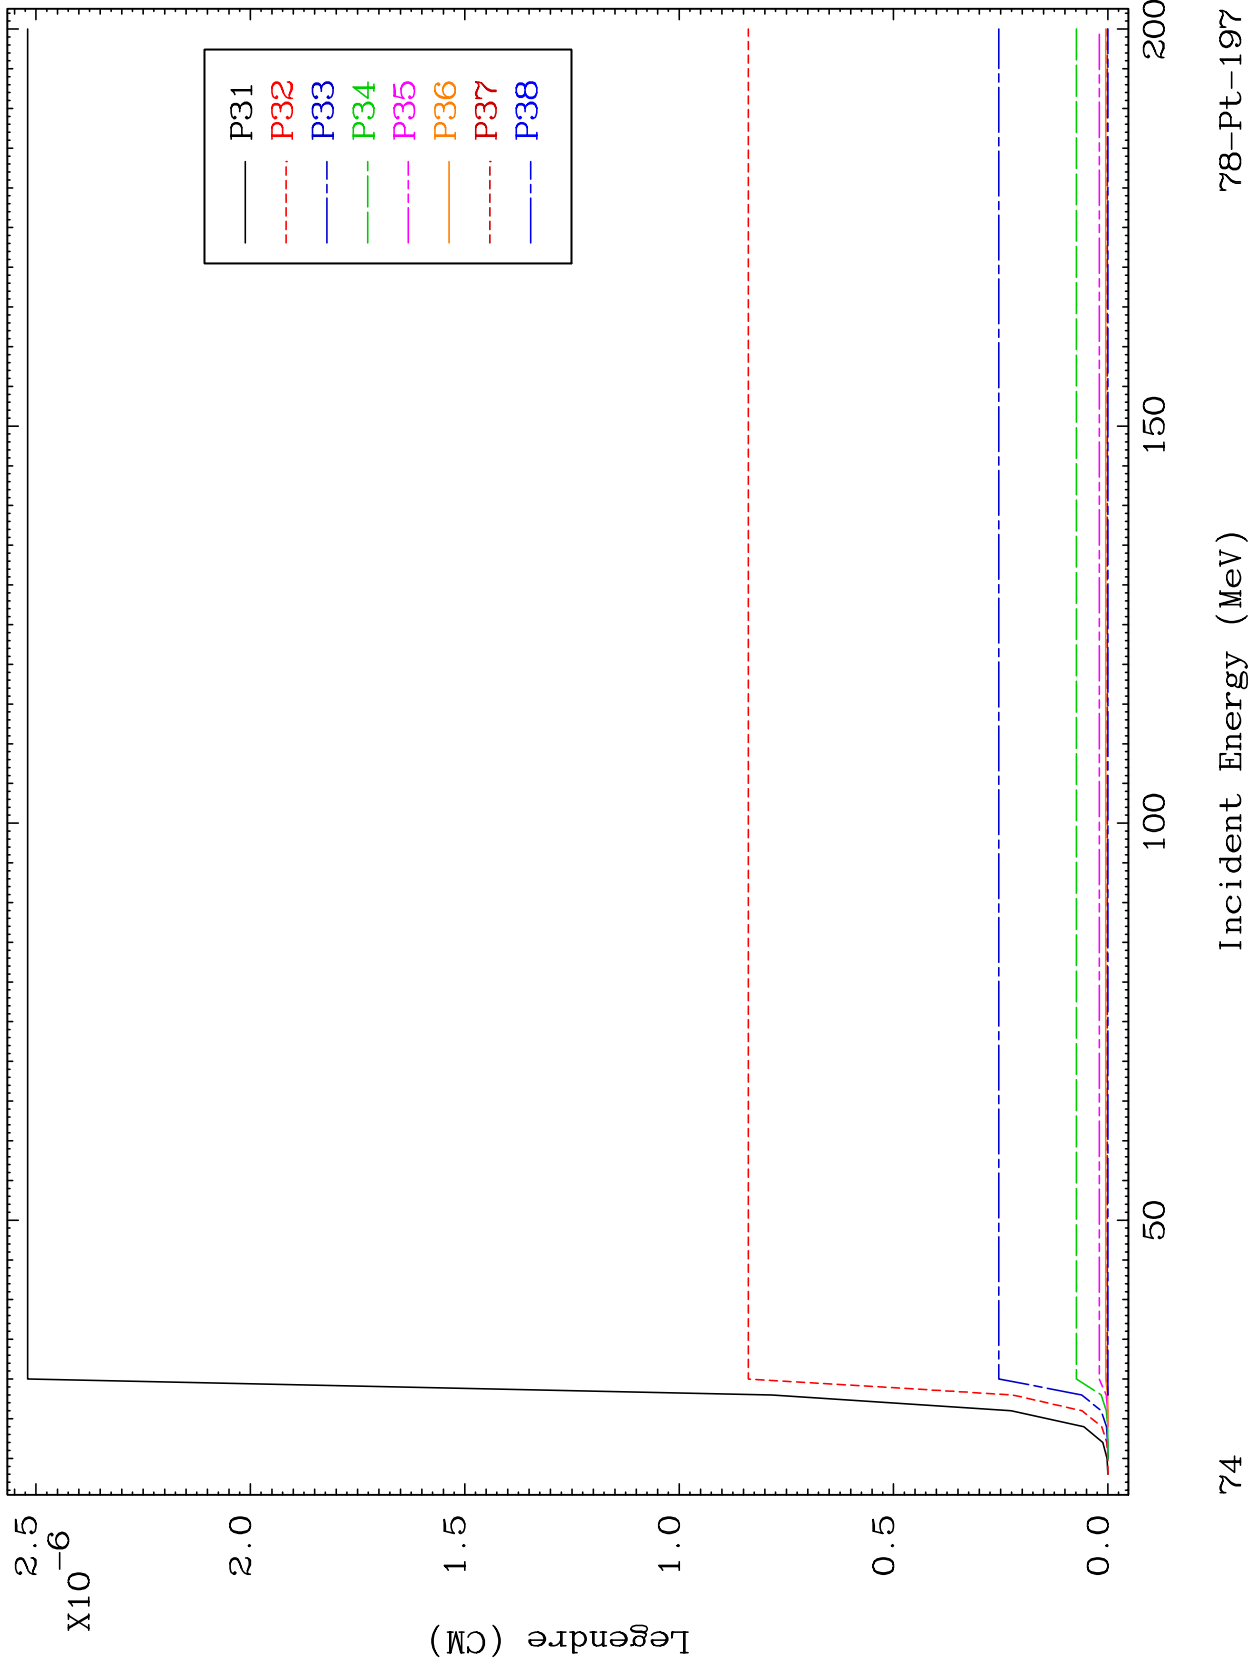 2.5
X10-6
2.0
1.5
1.0
0.5
0.0
Legendre (CM)
P31
P32
P33
P34
P35
P36
P37
P38
50
100
150
200
Incident Energy (MeV)
74
78-Pt-197